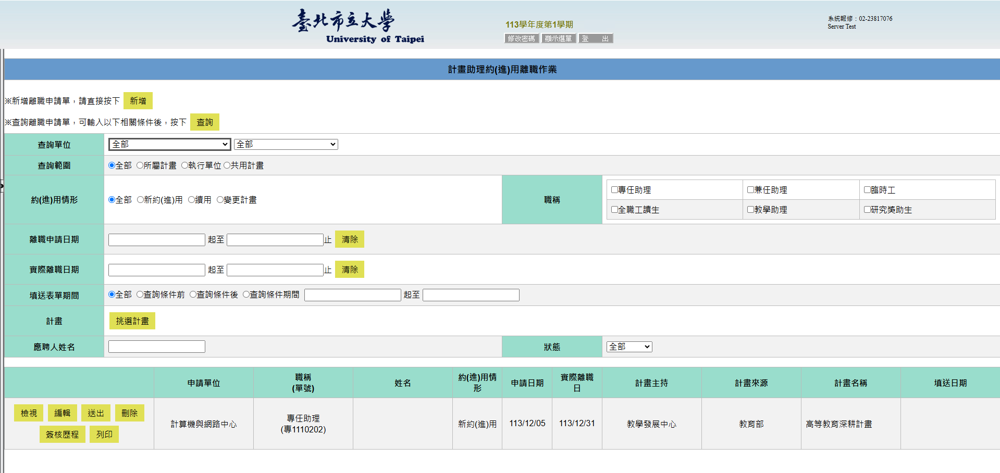 臺北市立大學
University of Taipei
113學年度第1學期
修改密碼 顯示選單 登 出
系統報修：02-23817076
Server Test
計畫助理約(進)用離職作業
※新增離職申請單，請直接按下 新增
※查詢離職申請單，可輸入以下相關條件後，按下 查詢
查詢單位 全部 全部
查詢範圍 全部 所屬計畫 執行單位 共用計畫
約(進)用情形 全部 新約(進)用 續用 變更計畫 職稱
專任助理 兼任助理 臨時工
全職工讀生 教學助理 研究獎助生
離職申請日期 起至 止 清除
實際離職日期 起至 止 清除
填送表單期間 全部 查詢條件前 查詢條件後 查詢條件期間 起至
計畫 挑選計畫
應聘人姓名 狀態 全部
申請單位 職稱
(單號) 姓名 約(進)用情
形 申請日期 實際離職
日 計畫主持 計畫來源 計畫名稱 填送日期
檢視 編輯 送出 刪除
簽核歷程 列印
計算機與網路中心 專任助理
(專1110202) 新約(進)用 113/12/05 113/12/31 教學發展中心 教育部 高等教育深耕計畫